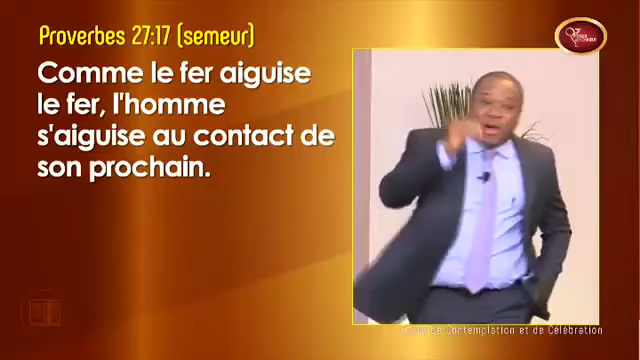 Proverbes 27:17 (semeur)
Comme le fer aiguise
le fer, l'homme
s'aiguise au contact de
son prochain.
de Contemplation et de Célébration